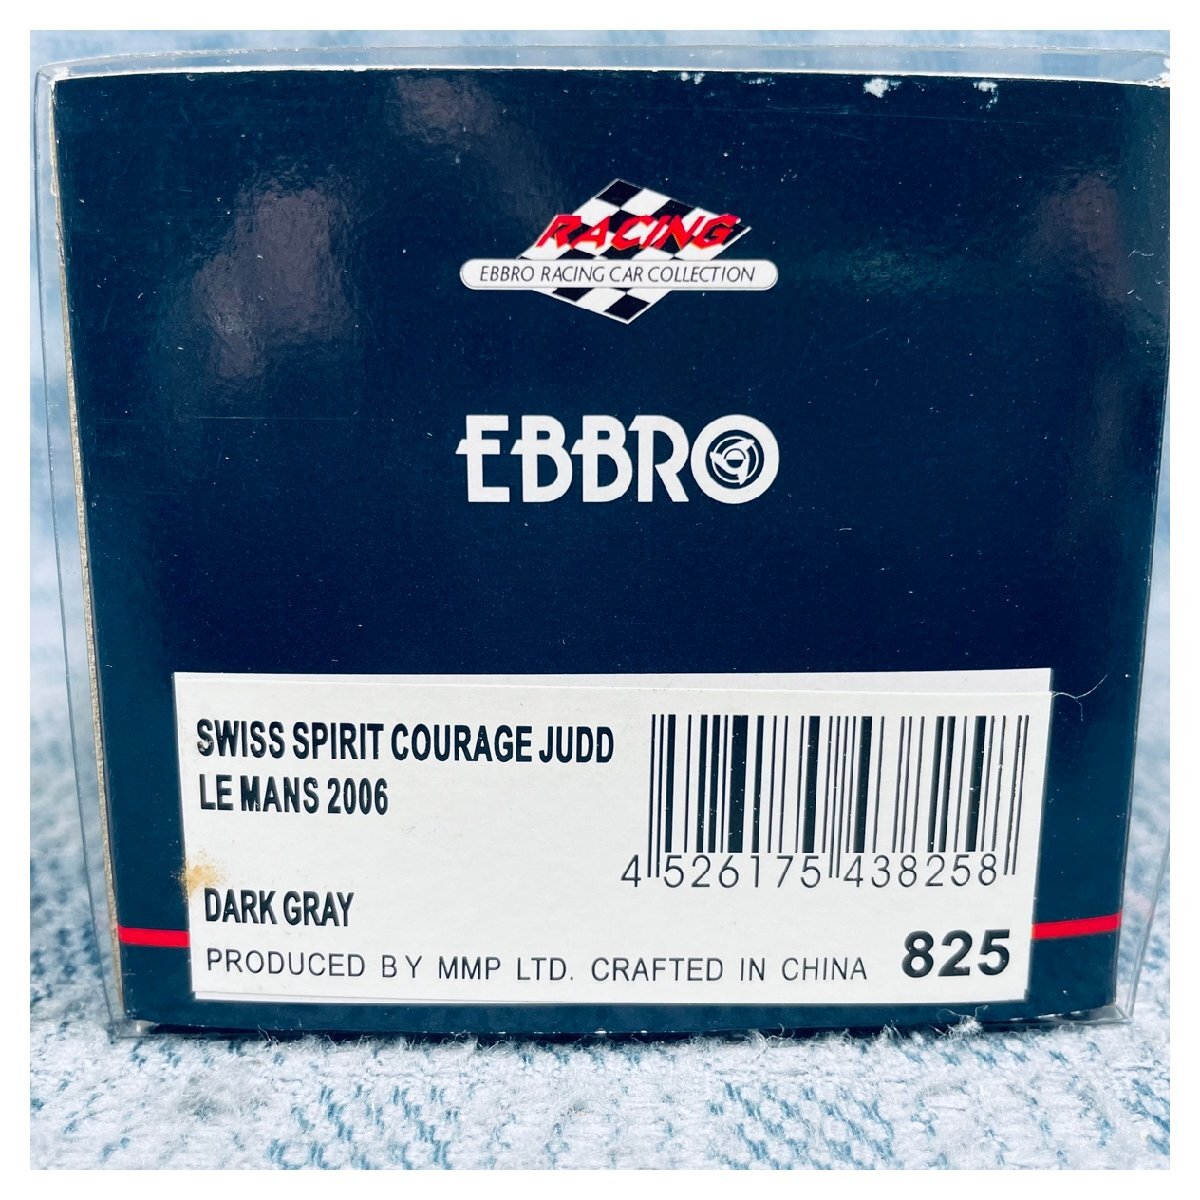 RACING
EBBRO RACING CAR COLLECTION
EBBRO
SWISS SPIRIT COURAGE JUDD
LE MANS 2006
4 526175 438258
DARK GRAY
PRODUCED BY MMP LTD. CRAFTED IN CHINA 825